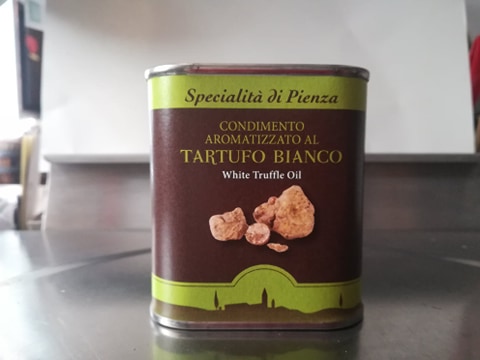 Specialità di Pienza
CONDIMENTO
AROMATIZZATO AL
TARTUFO BIANCO
White Truffle Oil